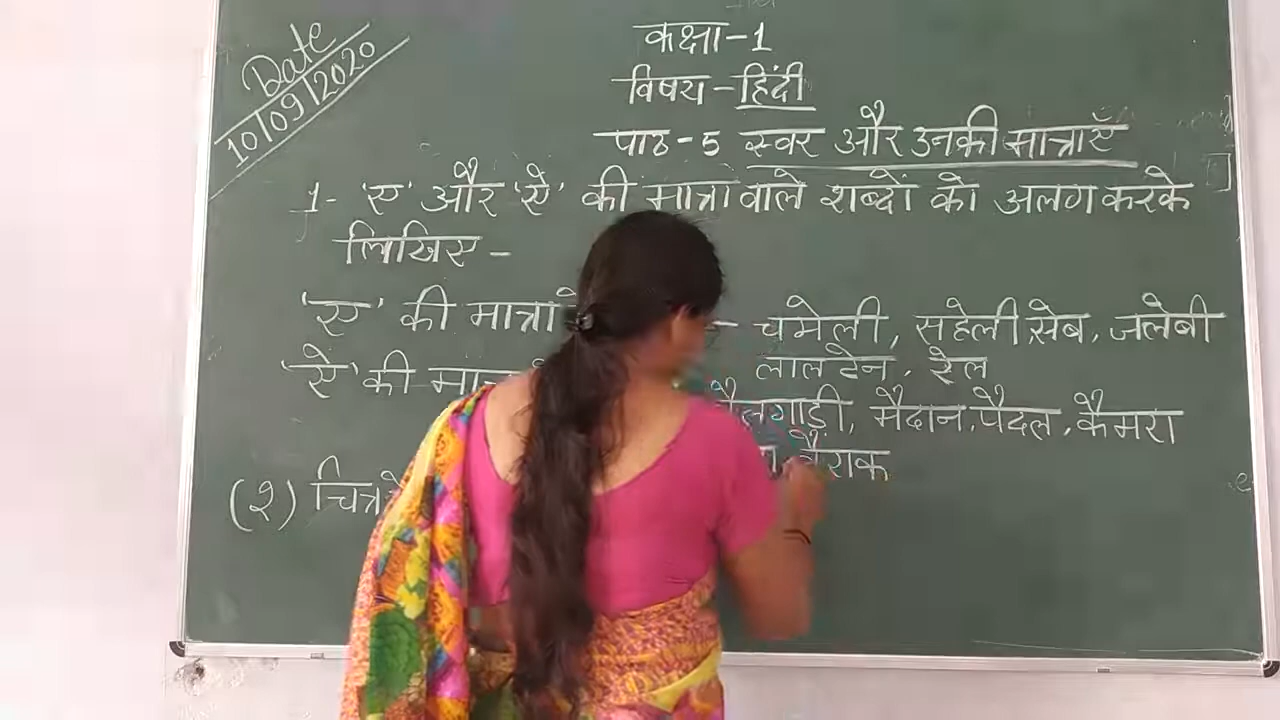 Date
10/09/2020
कक्षा-1
विषय-हिंदी
पाठ-5 स्वर और उनकी मात्राएँ
1- 'ए' और 'ऐ' की मात्रा वाले शब्दों को अलग करके
लिखिए -
'ए' की मात्रा - चमेली, सहेली, सेब, जलेबी
लालटेन, रेल
'ऐ' की बैलगाड़ी, मैदान, पैदल, कैमरा
तैराक
(२)